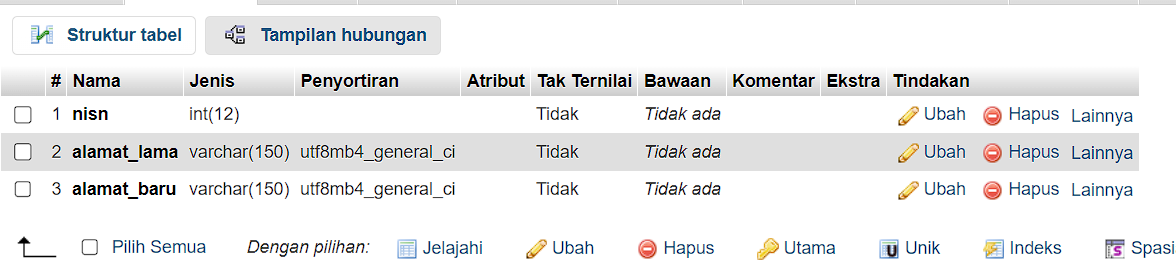 Struktur tabel Tampilan hubungan
# Nama Jenis Penyortiran Atribut Tak Ternilai Bawaan Komentar Ekstra Tindakan
1 nisn int(12) Tidak Tidak ada Ubah Hapus Lainnya
2 alamat_lama varchar(150) utf8mb4_general_ci Tidak Tidak ada Ubah Hapus Lainnya
3 alamat_baru varchar(150) utf8mb4_general_ci Tidak Tidak ada Ubah Hapus Lainnya
Pilih Semua Dengan pilihan: Jelajahi Ubah Hapus Utama Unik Indeks Spasi